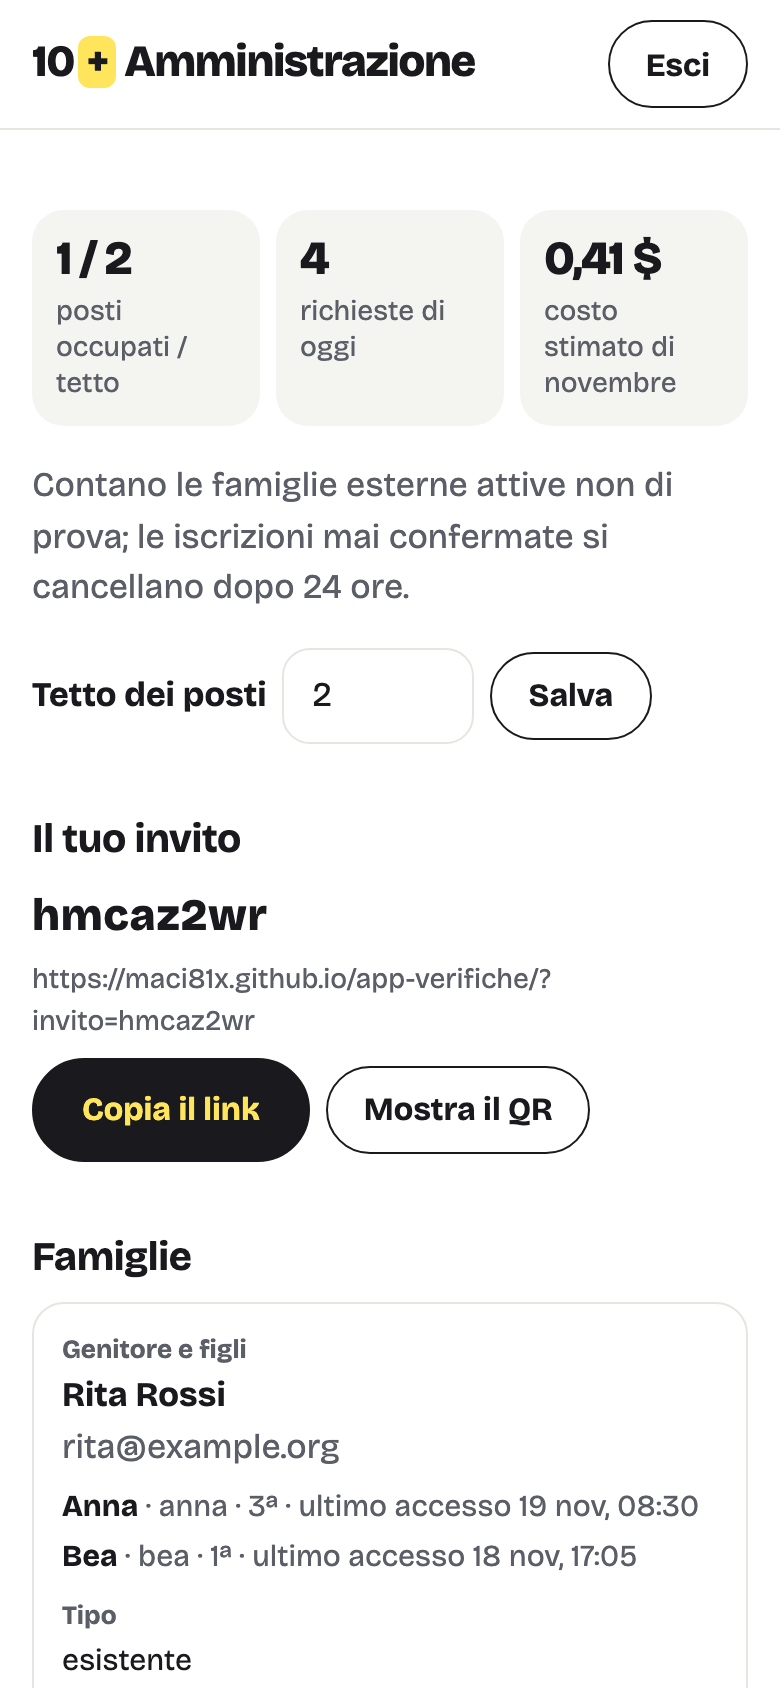 10 + Amministrazione
Esci
1 / 2
posti
occupati /
tetto
4
richieste di
oggi
0,41 $
costo
stimato di
novembre
Contano le famiglie esterne attive non di
prova; le iscrizioni mai confermate si
cancellano dopo 24 ore.
Tetto dei posti
2
Salva
Il tuo invito
hmcaz2wr
https://maci81x.github.io/app-verifiche/?
invito=hmcaz2wr
Copia il link
Mostra il QR
Famiglie
Genitore e figli
Rita Rossi
rita@example.org
Anna · anna · 3ª · ultimo accesso 19 nov, 08:30
Bea · bea · 1ª · ultimo accesso 18 nov, 17:05
Tipo
esistente